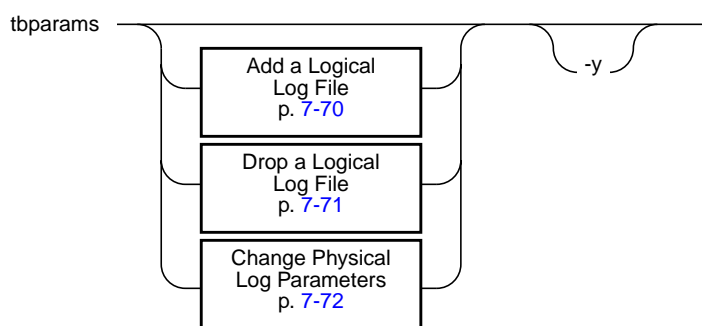 tbparams
Add a Logical
Log File
p. 7-70
-y
Drop a Logical
Log File
p. 7-71
Change Physical
Log Parameters
p. 7-72